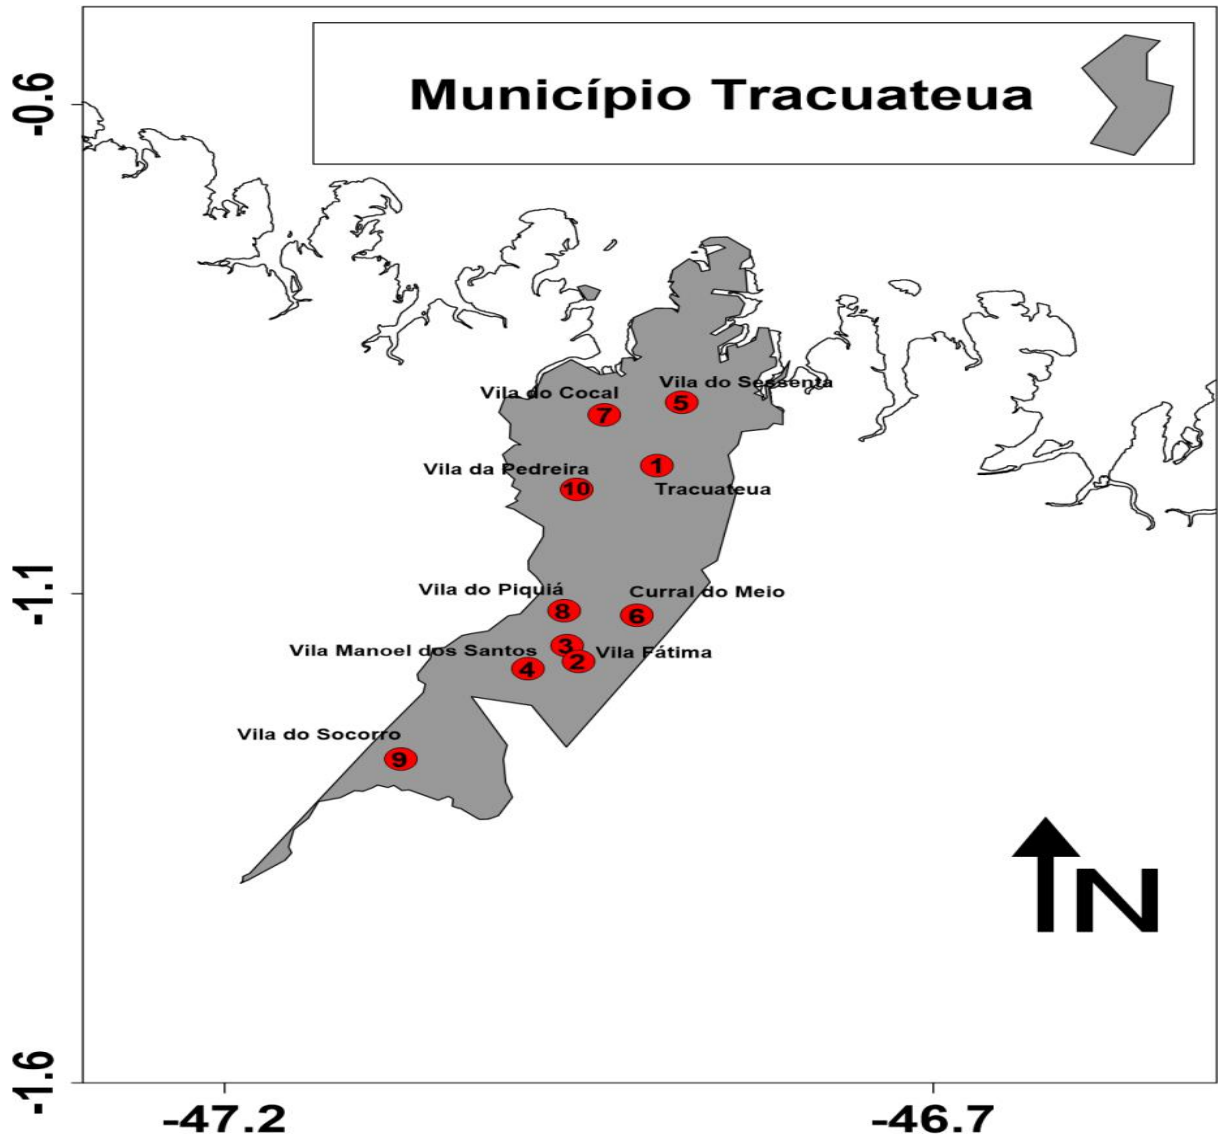 Município Tracuateua
-0.6
Vila do Cocal
Vila do Sessenta
7
5
Vila da Pedreira
1
10
Tracuateua
-1.1
Vila do Piquiá
Curral do Meio
8
6
Vila Manoel dos Santos
3
Vila Fátima
4
2
Vila do Socorro
9
N
-1.6
-47.2
-46.7